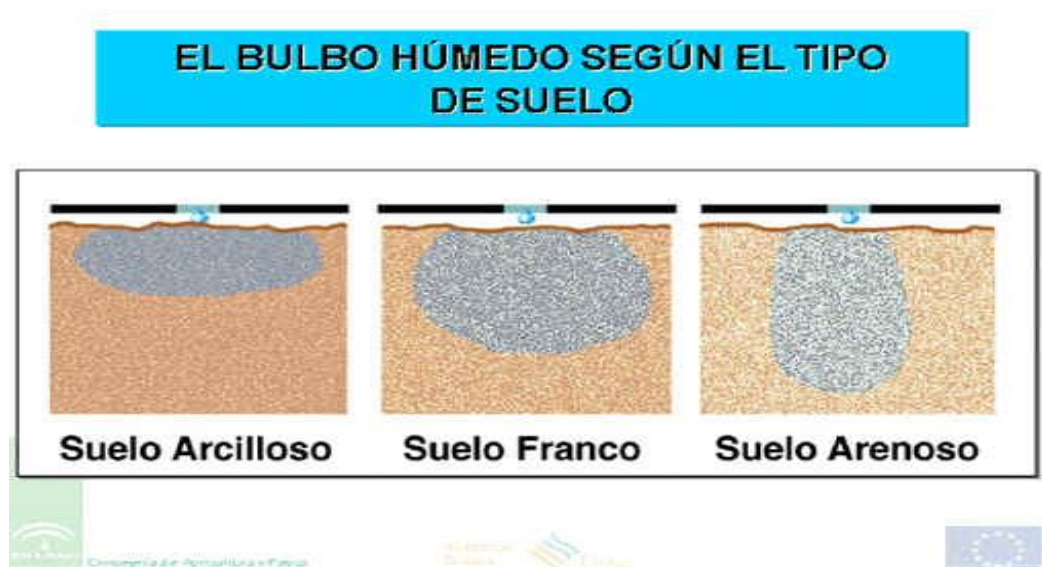 EL BULBO HÚMEDO SEGÚN EL TIPO
DE SUELO
Suelo Arcilloso
Suelo Franco
Suelo Arenoso